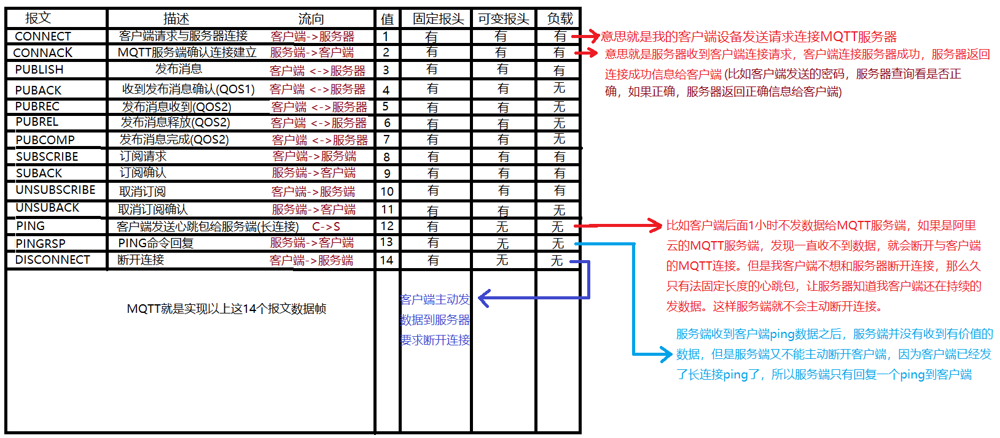 报文 描述 流向 值 固定报头 可变报头 负载
CONNECT 客户端请求与服务器连接 客户端->服务器 1 有 有 有
CONNACK MQTT服务端确认连接建立 服务端->客户端 2 有 有 有
PUBLISH 发布消息 客户端 <->服务器 3 有 有 有
PUBACK 收到发布消息确认(QOS1) 客户端 <->服务器 4 有 有 无
PUBREC 发布消息收到(QOS2) 客户端 <->服务器 5 有 有 无
PUBREL 发布消息释放(QOS2) 客户端 <->服务器 6 有 有 无
PUBCOMP 发布消息完成(QOS2) 客户端 <->服务器 7 有 有 无
SUBSCRIBE 订阅请求 客户端->服务端 8 有 有 有
SUBACK 订阅确认 服务端->客户端 9 有 有 有
UNSUBSCRIBE 取消订阅 客户端->服务端 10 有 有 有
UNSUBACK 取消订阅确认 服务端->客户端 11 有 有 无
PING 客户端发送心跳包给服务端(长连接) C->S 12 有 无 无
PINGRSP PING命令回复 服务端->客户端 13 有 无 无
DISCONNECT 断开连接 客户端->服务端 14 有 无 无
MQTT就是实现以上这14个报文数据帧
客户端主动发
数据到服务器
要求断开连接
意思就是我的客户端设备发送请求连接MQTT服务器
意思就是服务器收到客户端连接请求，客户端连接服务器成功，服务器返回
连接成功信息给客户端 (比如客户端发送的密码，服务器查询看是否正
确，如果正确，服务器返回正确信息给客户端)
比如客户端后面1小时不发数据给MQTT服务端，如果是阿里
云的MQTT服务端，发现一直收不到数据，就会断开与客户端
的MQTT连接。但是我客户端不想和服务器断开连接，那么久
只有法固定长度的心跳包，让服务器知道我客户端还在持续的
发数据。这样服务端就不会主动断开连接。
服务端收到客户端ping数据之后，服务端并没有收到有价值的
数据，但是服务端又不能主动断开客户端，因为客户端已经发
了长连接ping了，所以服务端只有回复一个ping到客户端